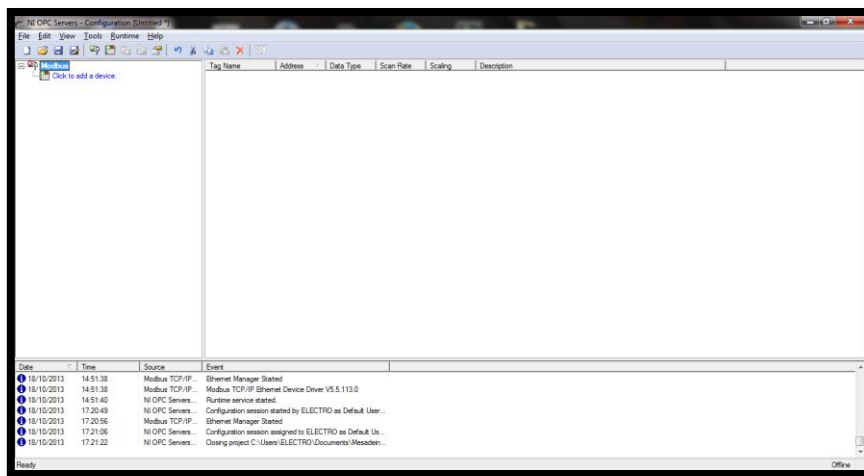 NI OPC Servers - Configuration [Untitled *]
File Edit View Tools Runtime Help
Modbus
Click to add a device.
Tag Name Address Data Type Scan Rate Scaling Description
Date Time Source Event
18/10/2013 14:51:38 Modbus TCP/IP... Ethernet Manager Started
18/10/2013 14:51:38 Modbus TCP/IP... Modbus TCP/IP Ethernet Device Driver V5.5.113.0
18/10/2013 14:51:40 NI OPC Servers... Runtime service started.
18/10/2013 17:20:49 NI OPC Servers... Configuration session started by ELECTRO as Default User...
18/10/2013 17:20:56 Modbus TCP/IP... Ethernet Manager Started
18/10/2013 17:21:06 NI OPC Servers... Configuration session assigned to ELECTRO as Default Us...
18/10/2013 17:21:22 NI OPC Servers... Closing project C:\Users\ELECTRO\Documents\Mesadein...
Ready Offline